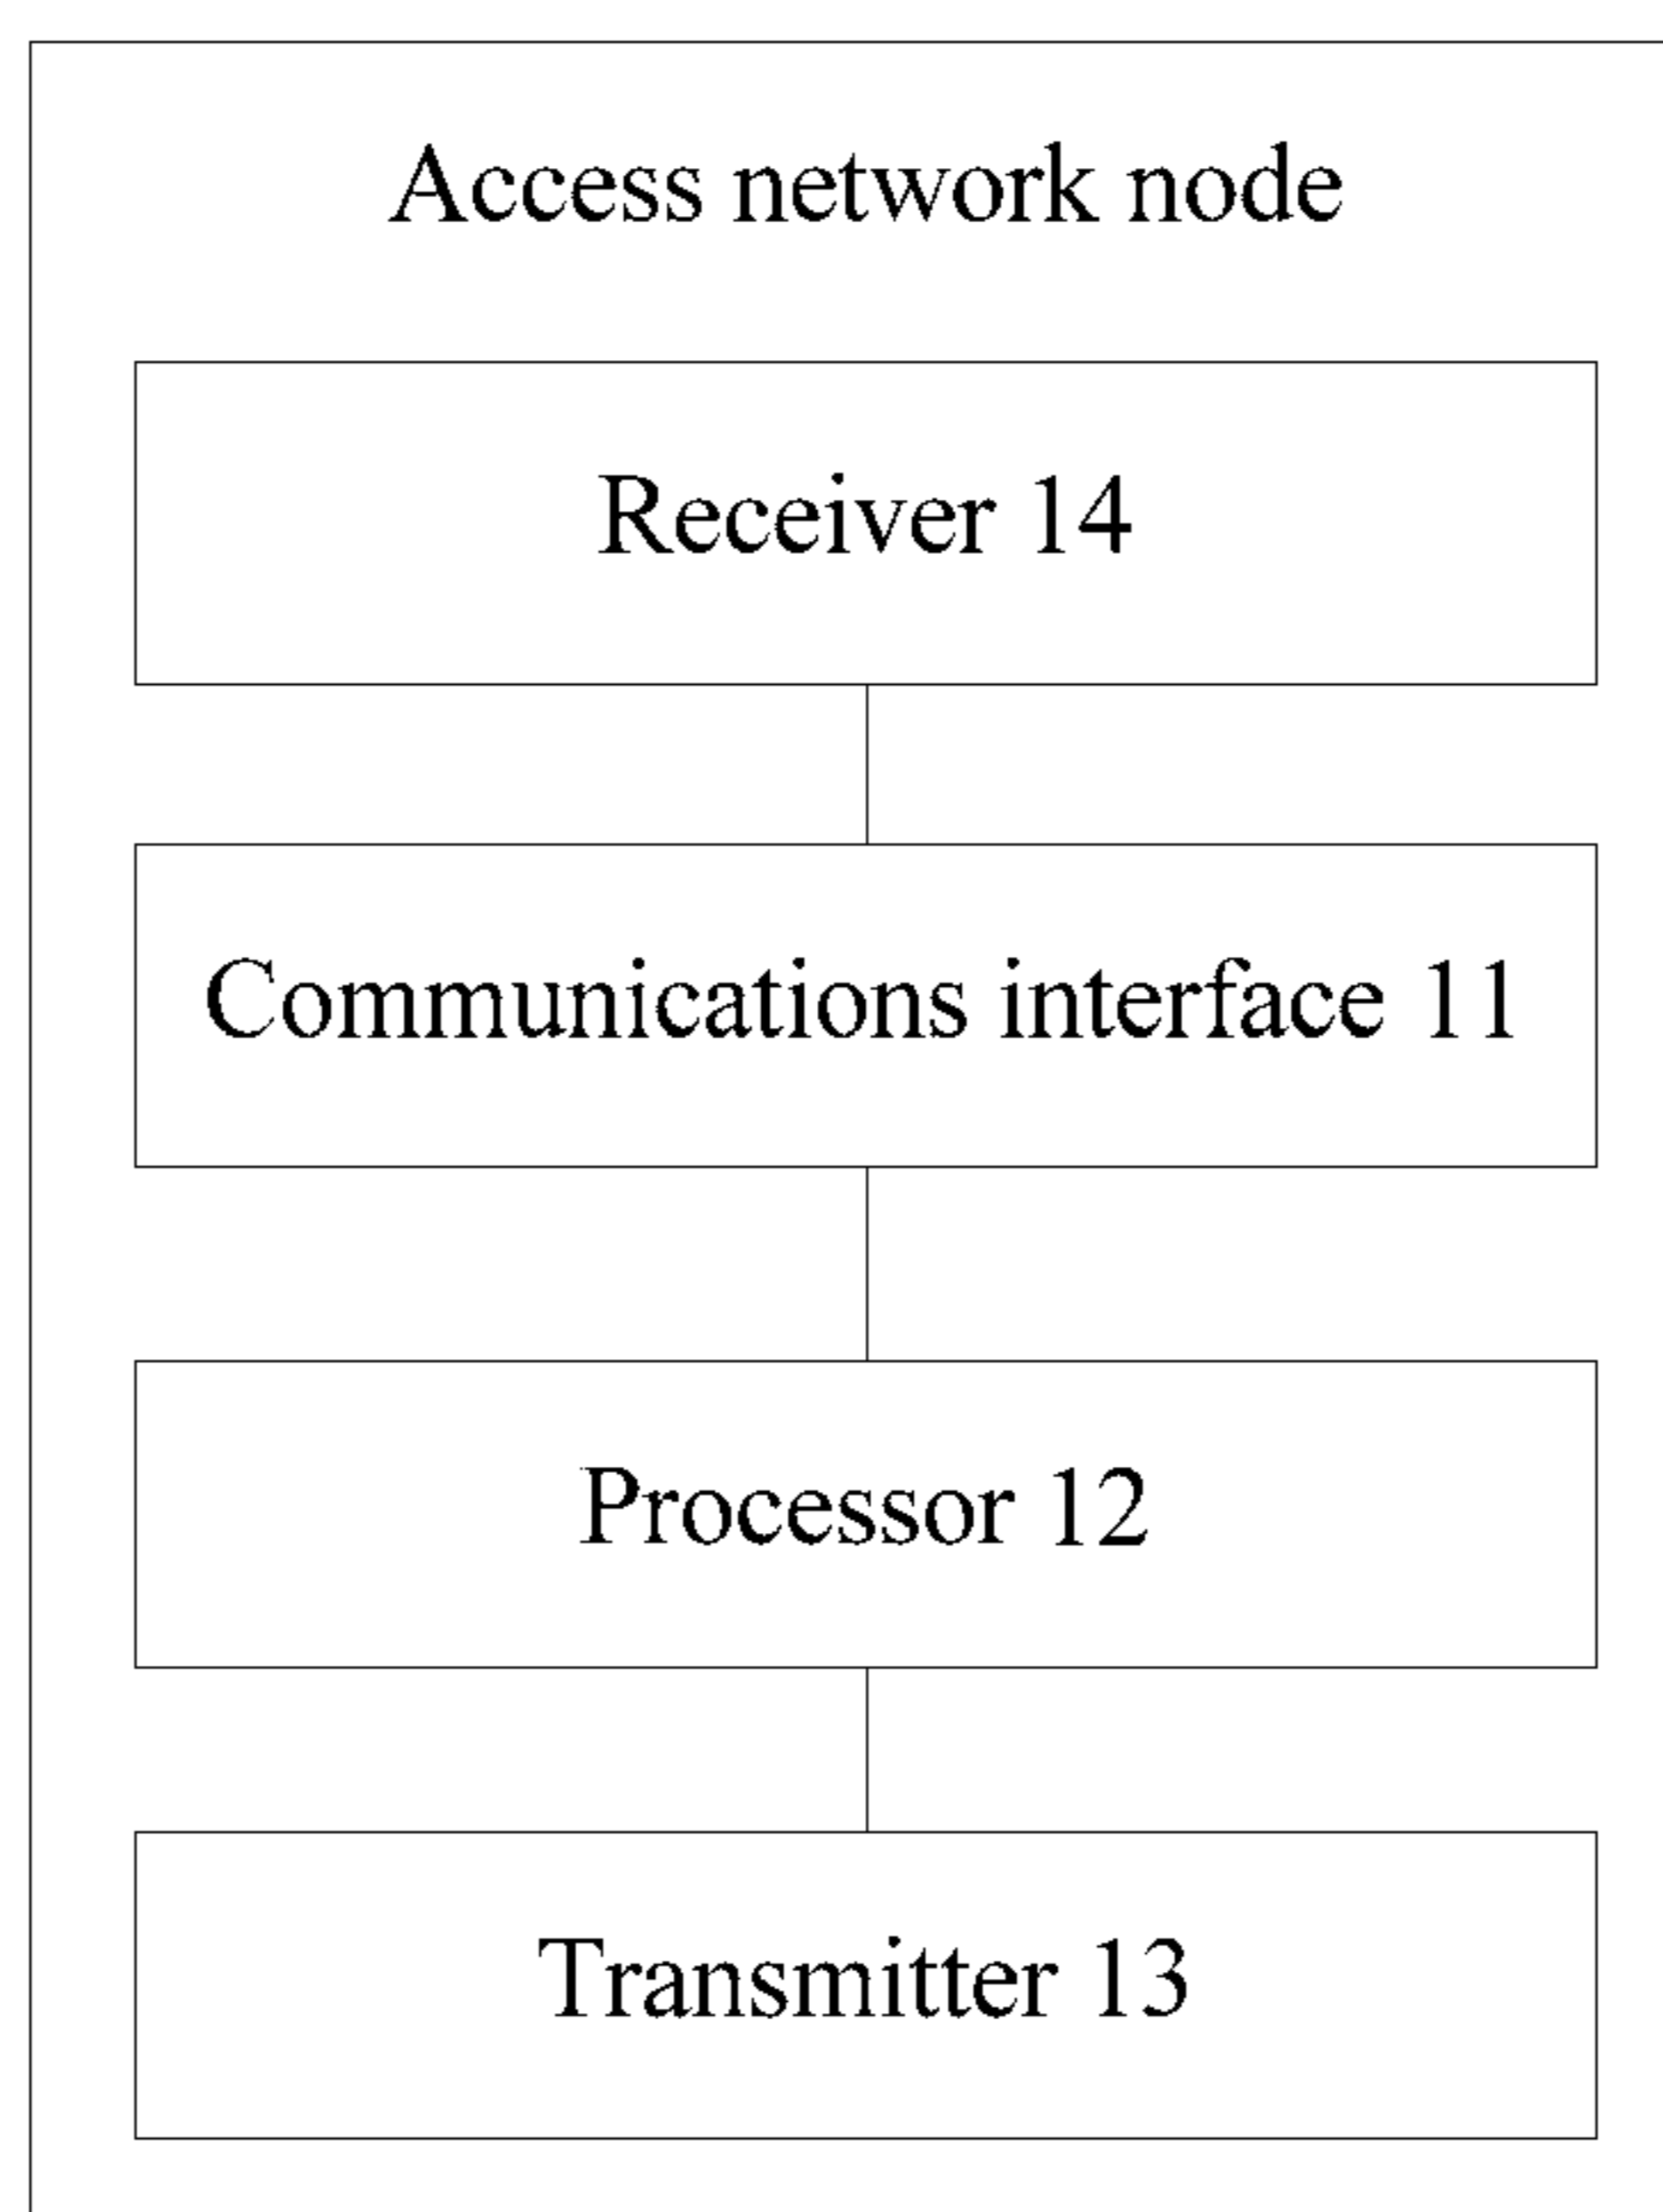 Access network node
Receiver 14
Communications interface 11
Processor 12
Transmitter 13